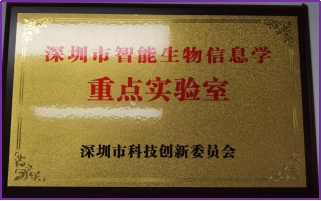 深圳市智能生物信息学
重点实验室
深圳市科技创新委员会